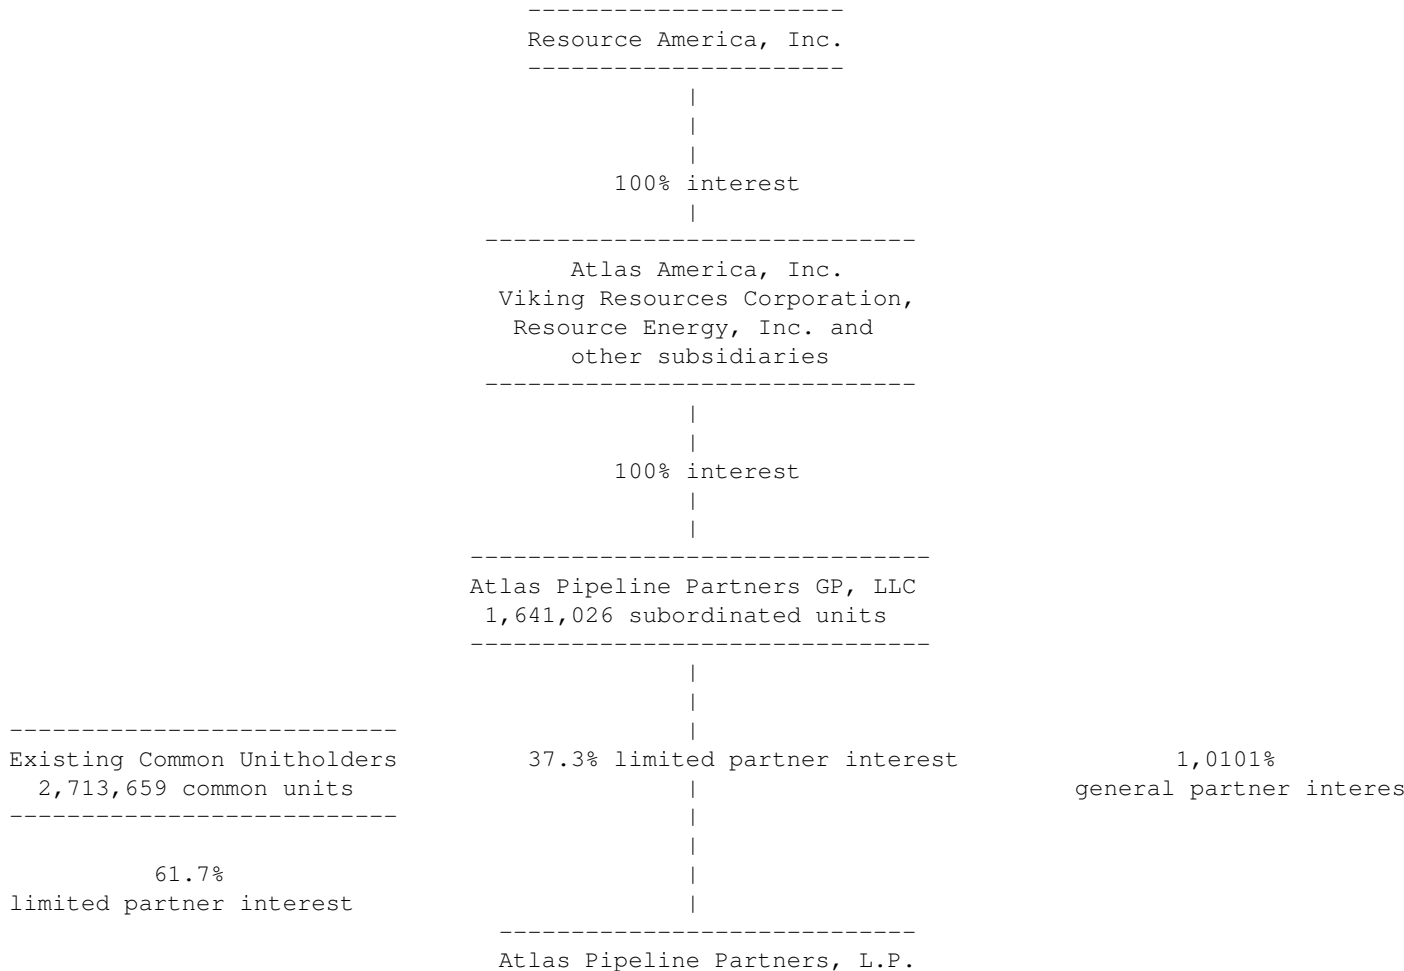 Resource America, Inc.
100% interest
Atlas America, Inc.
Viking Resources Corporation,
Resource Energy, Inc. and
other subsidiaries
100% interest
Atlas Pipeline Partners GP, LLC
1,641,026 subordinated units
Existing Common Unitholders
2,713,659 common units
37.3% limited partner interest
1,0101%
general partner interes
61.7%
limited partner interest
Atlas Pipeline Partners, L.P.